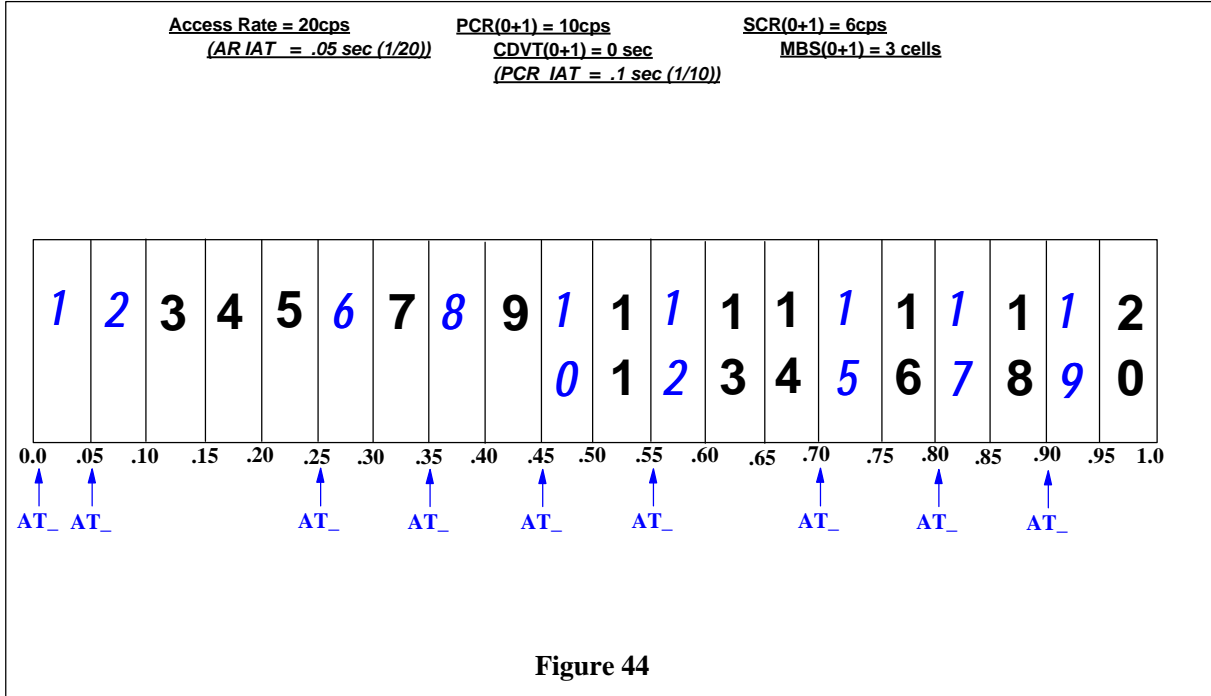 Access Rate = 20cps PCR(0+1) = 10cps SCR(0+1) = 6cps
(AR IAT = .05 sec (1/20)) CDVT(0+1) = 0 sec MBS(0+1) = 3 cells
(PCR IAT = .1 sec (1/10))
1 2 3 4 5 6 7 8 9 1 1 1 1 1 1 1 1 1 1 2
0 1 2 3 4 5 6 7 8 9 0
0.0 .05 .10 .15 .20 .25 .30 .35 .40 .45 .50 .55 .60 .65 .70 .75 .80 .85 .90 .95 1.0
AT_ AT_ AT_ AT_ AT_ AT_ AT_ AT_ AT_
Figure 44